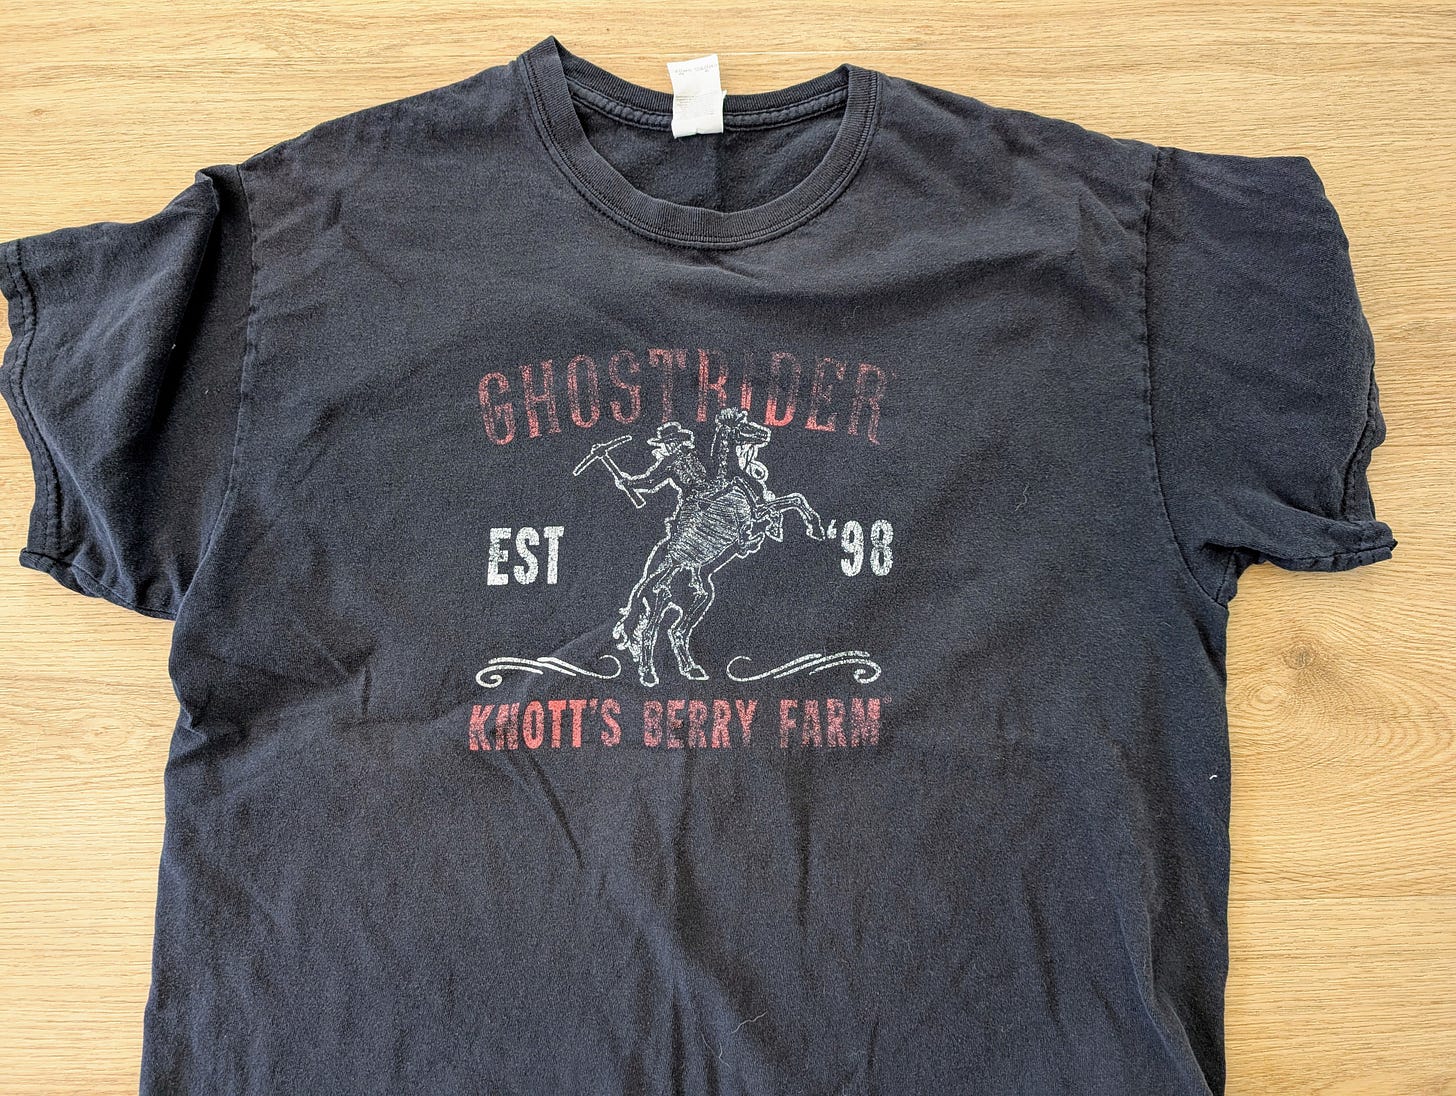 GHOSTRIDER
EST '98
KNOTT'S BERRY FARM